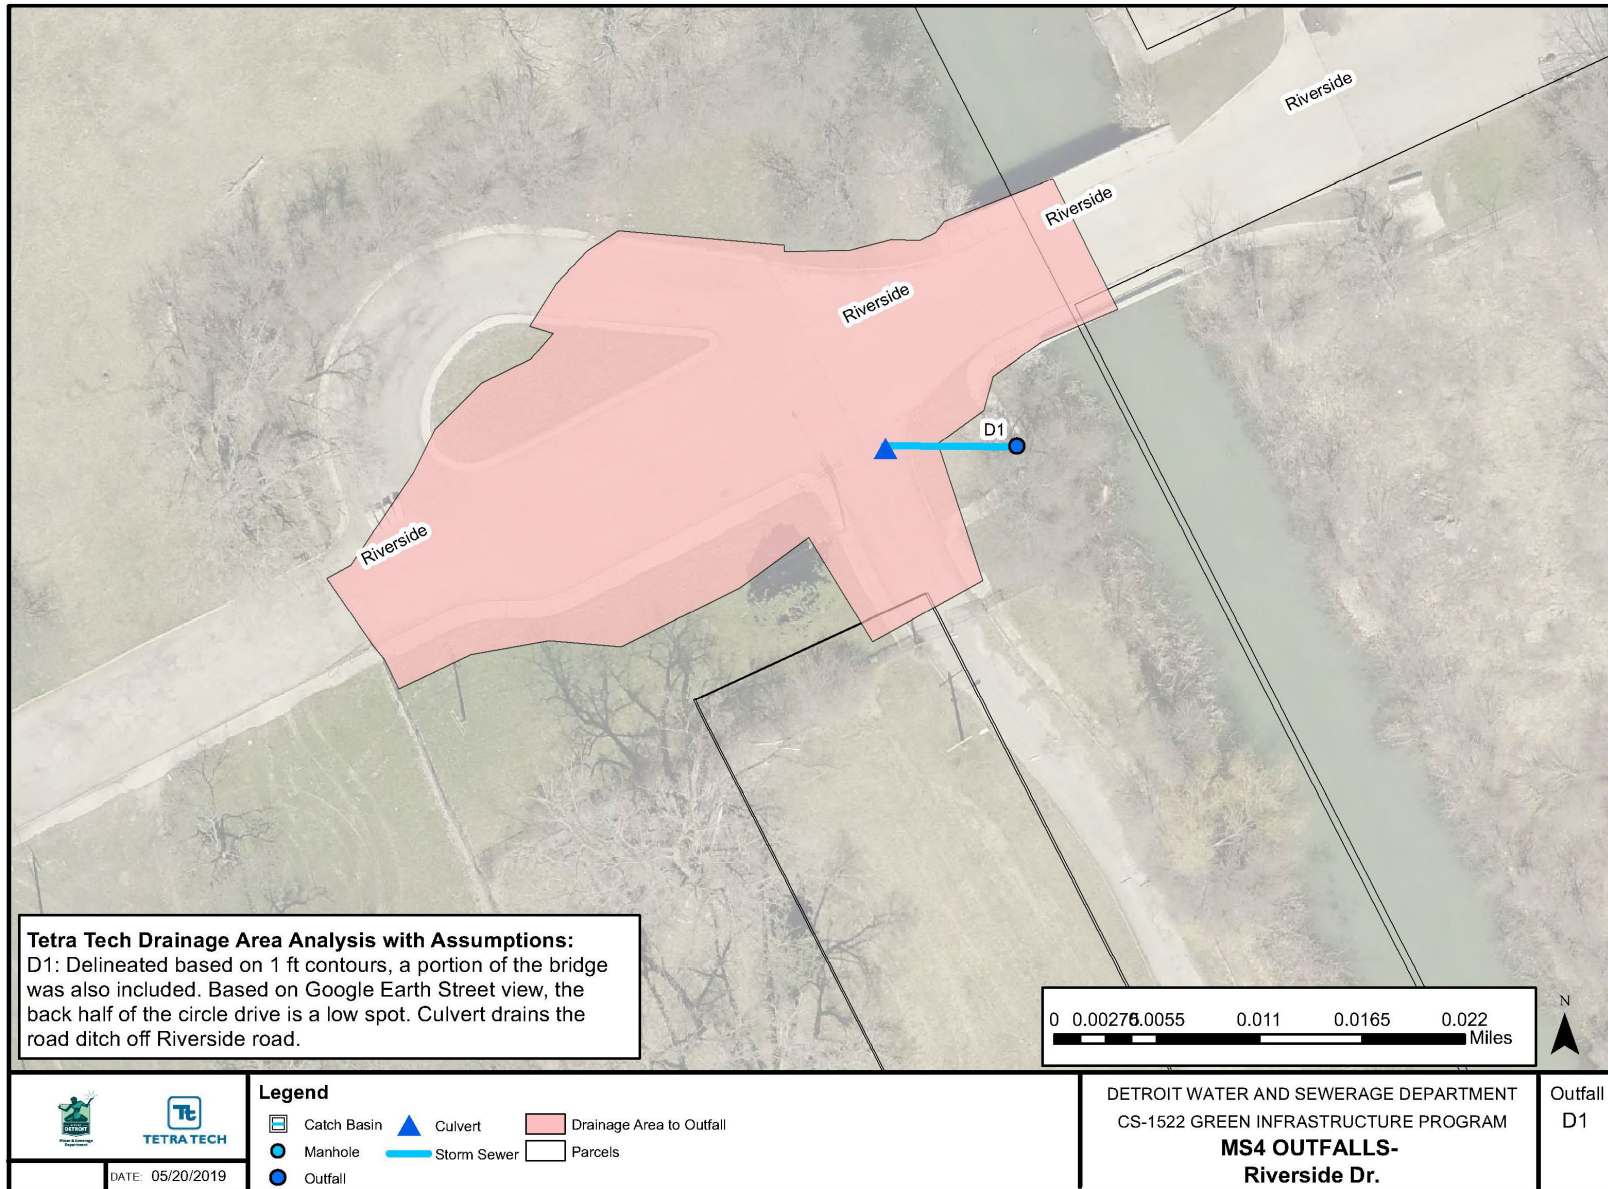 Riverside
Riverside
Riverside
D1
Riverside
Tetra Tech Drainage Area Analysis with Assumptions:
D1: Delineated based on 1 ft contours, a portion of the bridge
was also included. Based on Google Earth Street view, the
back half of the circle drive is a low spot. Culvert drains the
road ditch off Riverside road.
0 0.00275 0.0055 0.011 0.0165 0.022
Miles
N
DETROIT
Water & Sewerage
Department
Tt
TETRA TECH
DATE: 05/20/2019
Legend
Catch Basin
Manhole
Outfall
Culvert
Storm Sewer
Drainage Area to Outfall
Parcels
DETROIT WATER AND SEWERAGE DEPARTMENT
CS-1522 GREEN INFRASTRUCTURE PROGRAM
MS4 OUTFALLS-
Riverside Dr.
Outfall
D1